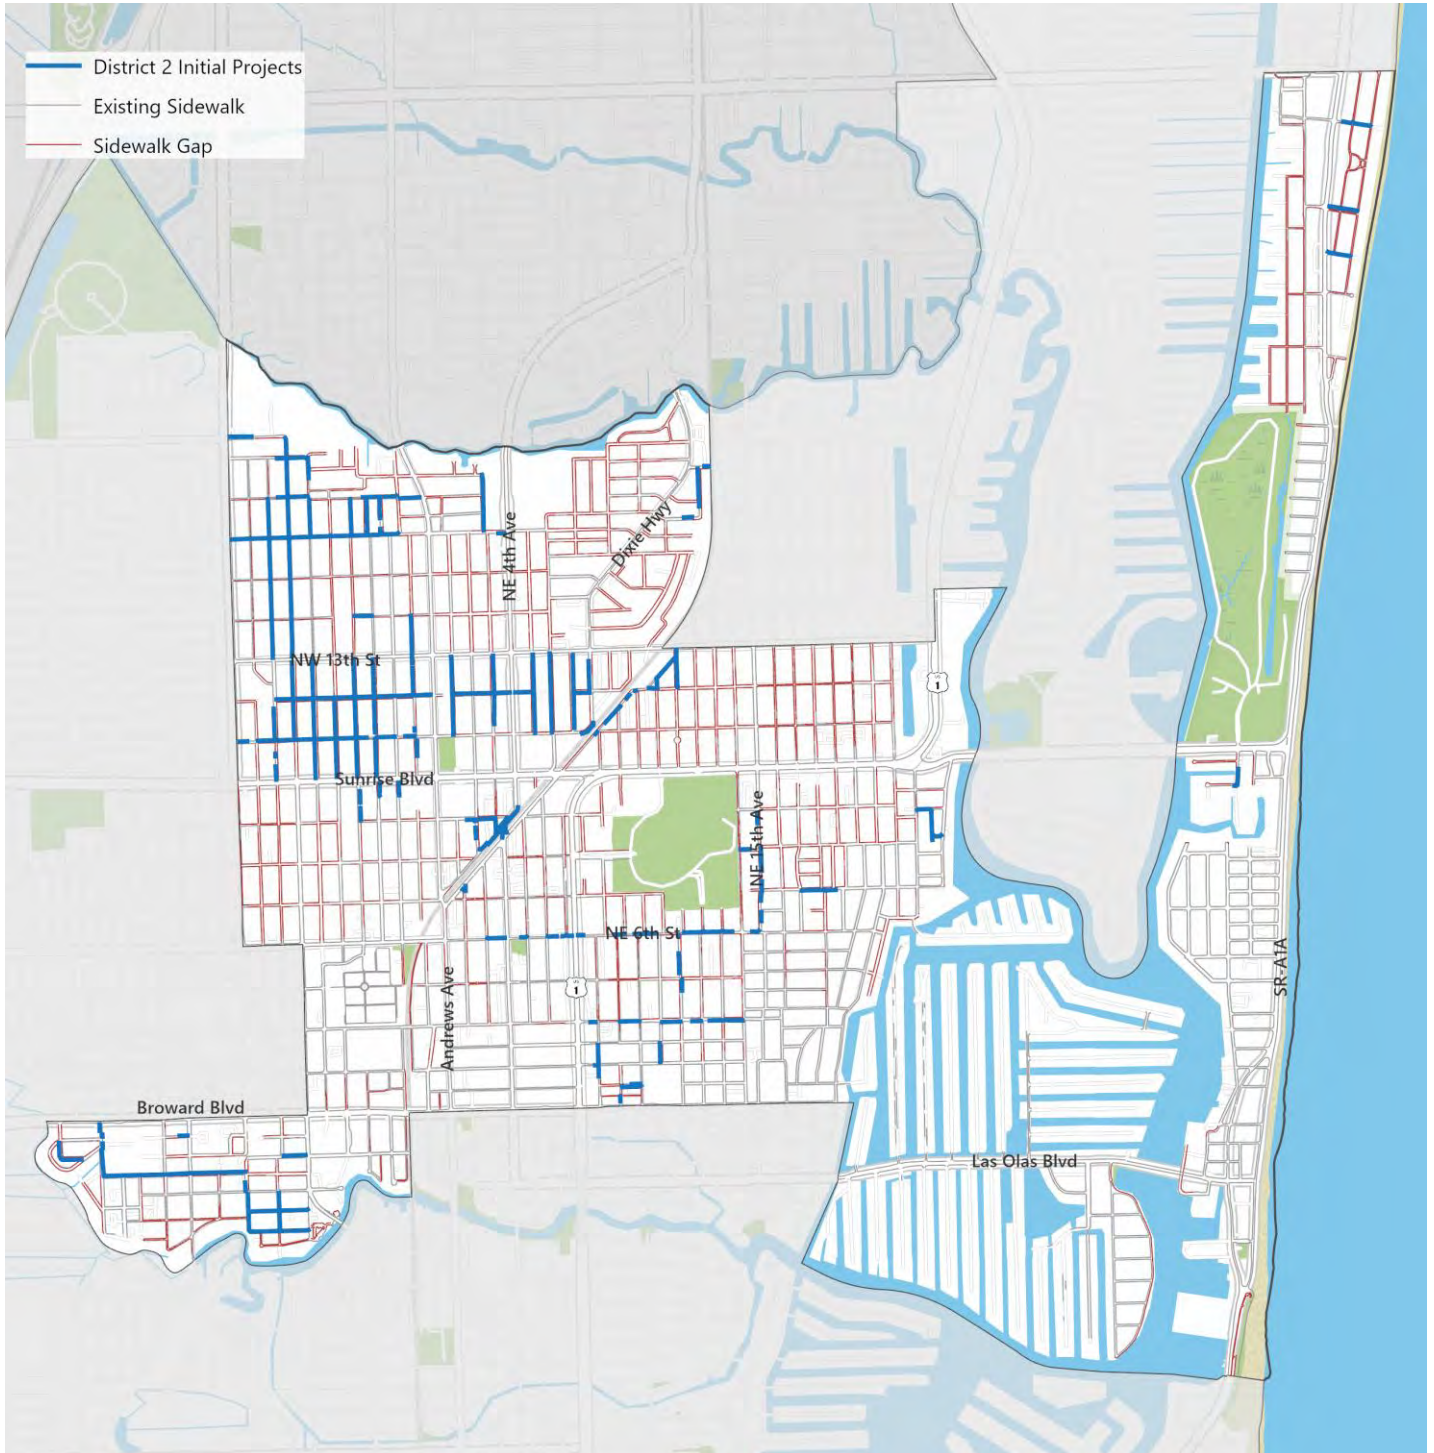 District 2 Initial Projects
Existing Sidewalk
Sidewalk Gap
NE 4th Ave
Dixie Hwy
NW 13th St
1
Sunrise Blvd
NE 15th Ave
NE 6th St
SR-A1A
1
Andrews Ave
Broward Blvd
Las Olas Blvd